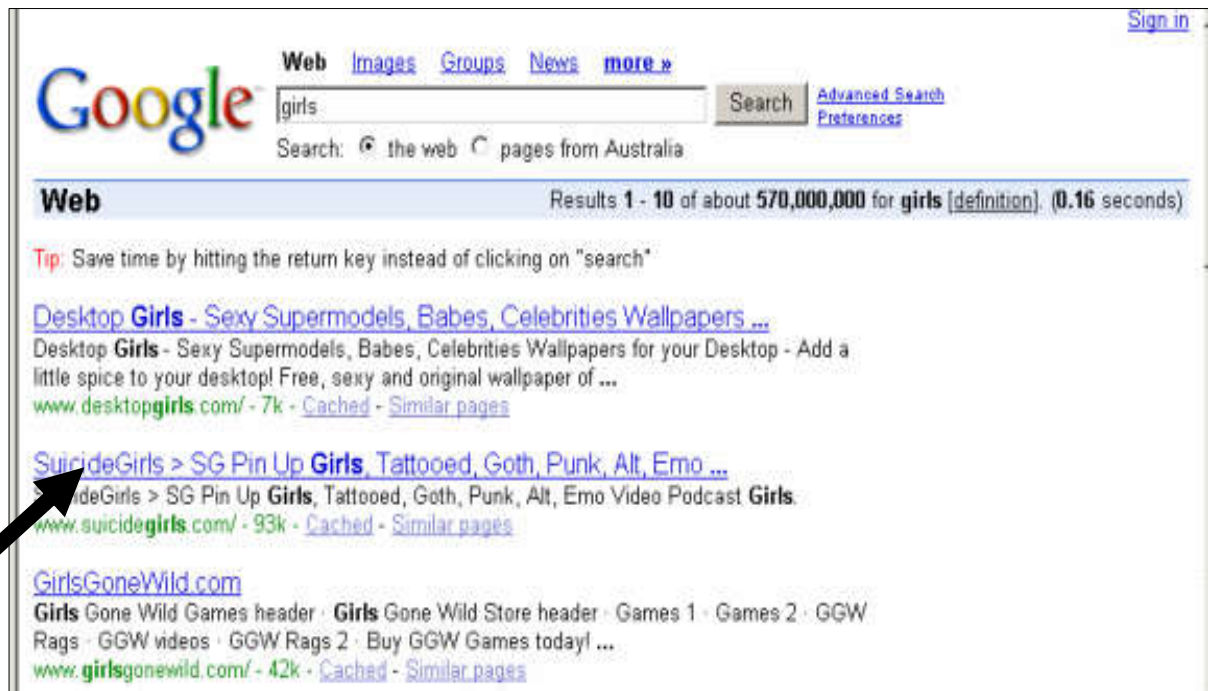 Sign in
Web Images Groups News more »
Google
girls
Search
Advanced Search
Preferences
Search: the web pages from Australia
Web Results 1 - 10 of about 570,000,000 for girls [definition]. (0.16 seconds)
Tip: Save time by hitting the return key instead of clicking on "search"
Desktop Girls - Sexy Supermodels, Babes, Celebrities Wallpapers ...
Desktop Girls - Sexy Supermodels, Babes, Celebrities Wallpapers for your Desktop - Add a
little spice to your desktop! Free, sexy and original wallpaper of ...
www.desktopgirls.com/ - 7k - Cached - Similar pages
SuicideGirls > SG Pin Up Girls, Tattooed, Goth, Punk, Alt, Emo ...
SuicideGirls > SG Pin Up Girls, Tattooed, Goth, Punk, Alt, Emo Video Podcast Girls.
www.suicidegirls.com/ - 93k - Cached - Similar pages
GirlsGoneWild.com
Girls Gone Wild Games header · Girls Gone Wild Store header · Games 1 · Games 2 · GGW
Rags · GGW videos · GGW Rags 2 · Buy GGW Games today! ...
www.girlsgonewild.com/ - 42k - Cached - Similar pages